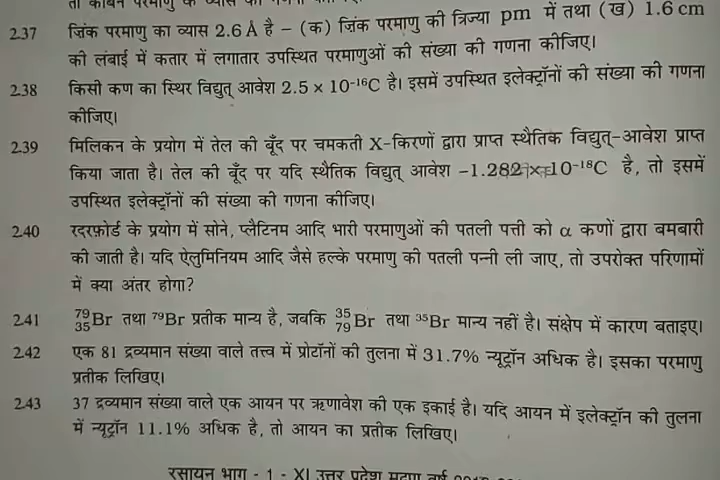 2.37 जिंक परमाणु का व्यास 2.6 Å है – (क) जिंक परमाणु की त्रिज्या pm में तथा (ख) 1.6 cm
की लंबाई में कतार में लगातार उपस्थित परमाणुओं की संख्या की गणना कीजिए।
2.38 किसी कण का स्थिर विद्युत् आवेश 2.5 × 10⁻¹⁶C है। इसमें उपस्थित इलेक्ट्रॉनों की संख्या की गणना
कीजिए।
2.39 मिलिकन के प्रयोग में तेल की बूँद पर चमकती X-किरणों द्वारा प्राप्त स्थैतिक विद्युत्-आवेश प्राप्त
किया जाता है। तेल की बूँद पर यदि स्थैतिक विद्युत् आवेश –1.282 × 10⁻¹⁸C है, तो इसमें
उपस्थित इलेक्ट्रॉनों की संख्या की गणना कीजिए।
2.40 रदरफ़ोर्ड के प्रयोग में सोने, प्लैटिनम आदि भारी परमाणुओं की पतली पत्ती को α कणों द्वारा बमबारी
की जाती है। यदि ऐलुमिनियम आदि जैसे हल्के परमाणु की पतली पन्नी ली जाए, तो उपरोक्त परिणामों
में क्या अंतर होगा?
2.41 ⁷⁹₃₅Br तथा ⁷⁹Br प्रतीक मान्य है, जबकि ³⁵₇₉Br तथा ³⁵Br मान्य नहीं है। संक्षेप में कारण बताइए।
2.42 एक 81 द्रव्यमान संख्या वाले तत्त्व में प्रोटॉनों की तुलना में 31.7% न्यूट्रॉन अधिक है। इसका परमाणु
प्रतीक लिखिए।
2.43 37 द्रव्यमान संख्या वाले एक आयन पर ऋणावेश की एक इकाई है। यदि आयन में इलेक्ट्रॉन की तुलना
में न्यूट्रॉन 11.1% अधिक है, तो आयन का प्रतीक लिखिए।
रसायन भाग - 1 - XI उत्तर प्रदेश